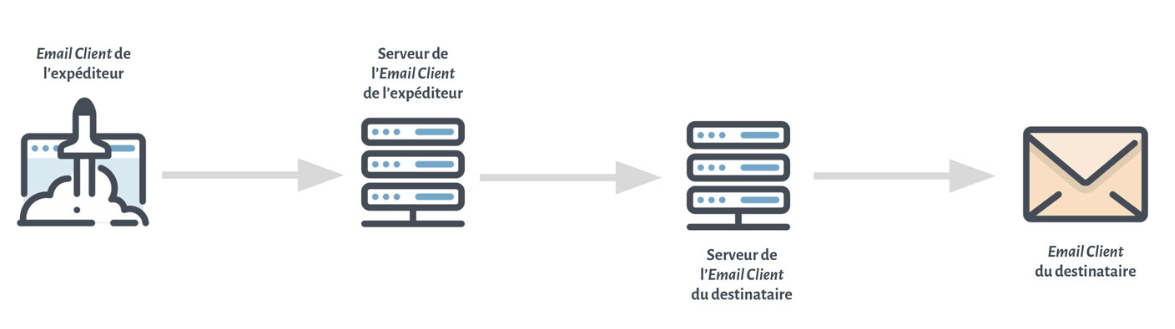 Email Client de
l’expéditeur
Serveur de
l’Email Client
de l’expéditeur
Serveur de
l’Email Client
du destinataire
Email Client
du destinataire